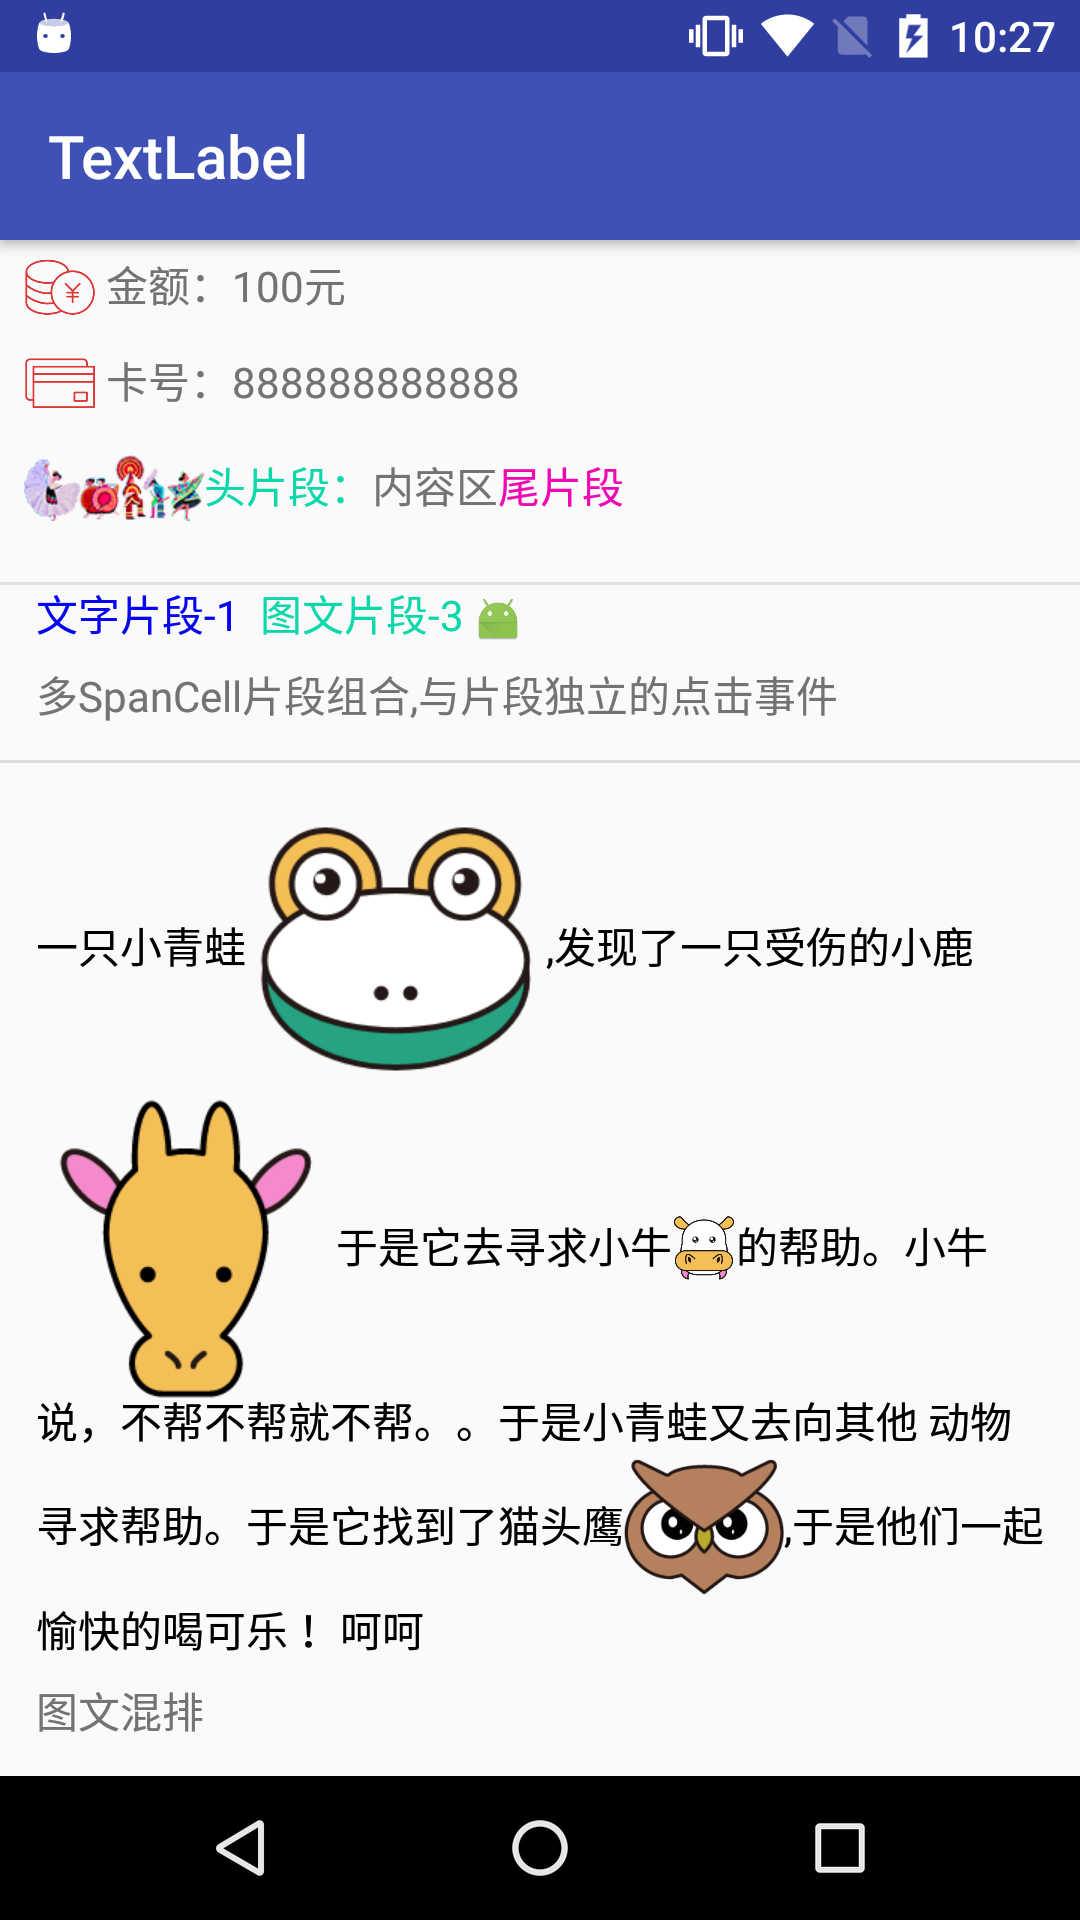 10:27
TextLabel
金额：100元
卡号：888888888888
头片段：内容区尾片段
文字片段-1 图文片段-3
多SpanCell片段组合,与片段独立的点击事件
一只小青蛙 ,发现了一只受伤的小鹿
于是它去寻求小牛的帮助。小牛
说，不帮不帮就不帮。。于是小青蛙又去向其他 动物
寻求帮助。于是它找到了猫头鹰,于是他们一起
愉快的喝可乐！呵呵
图文混排